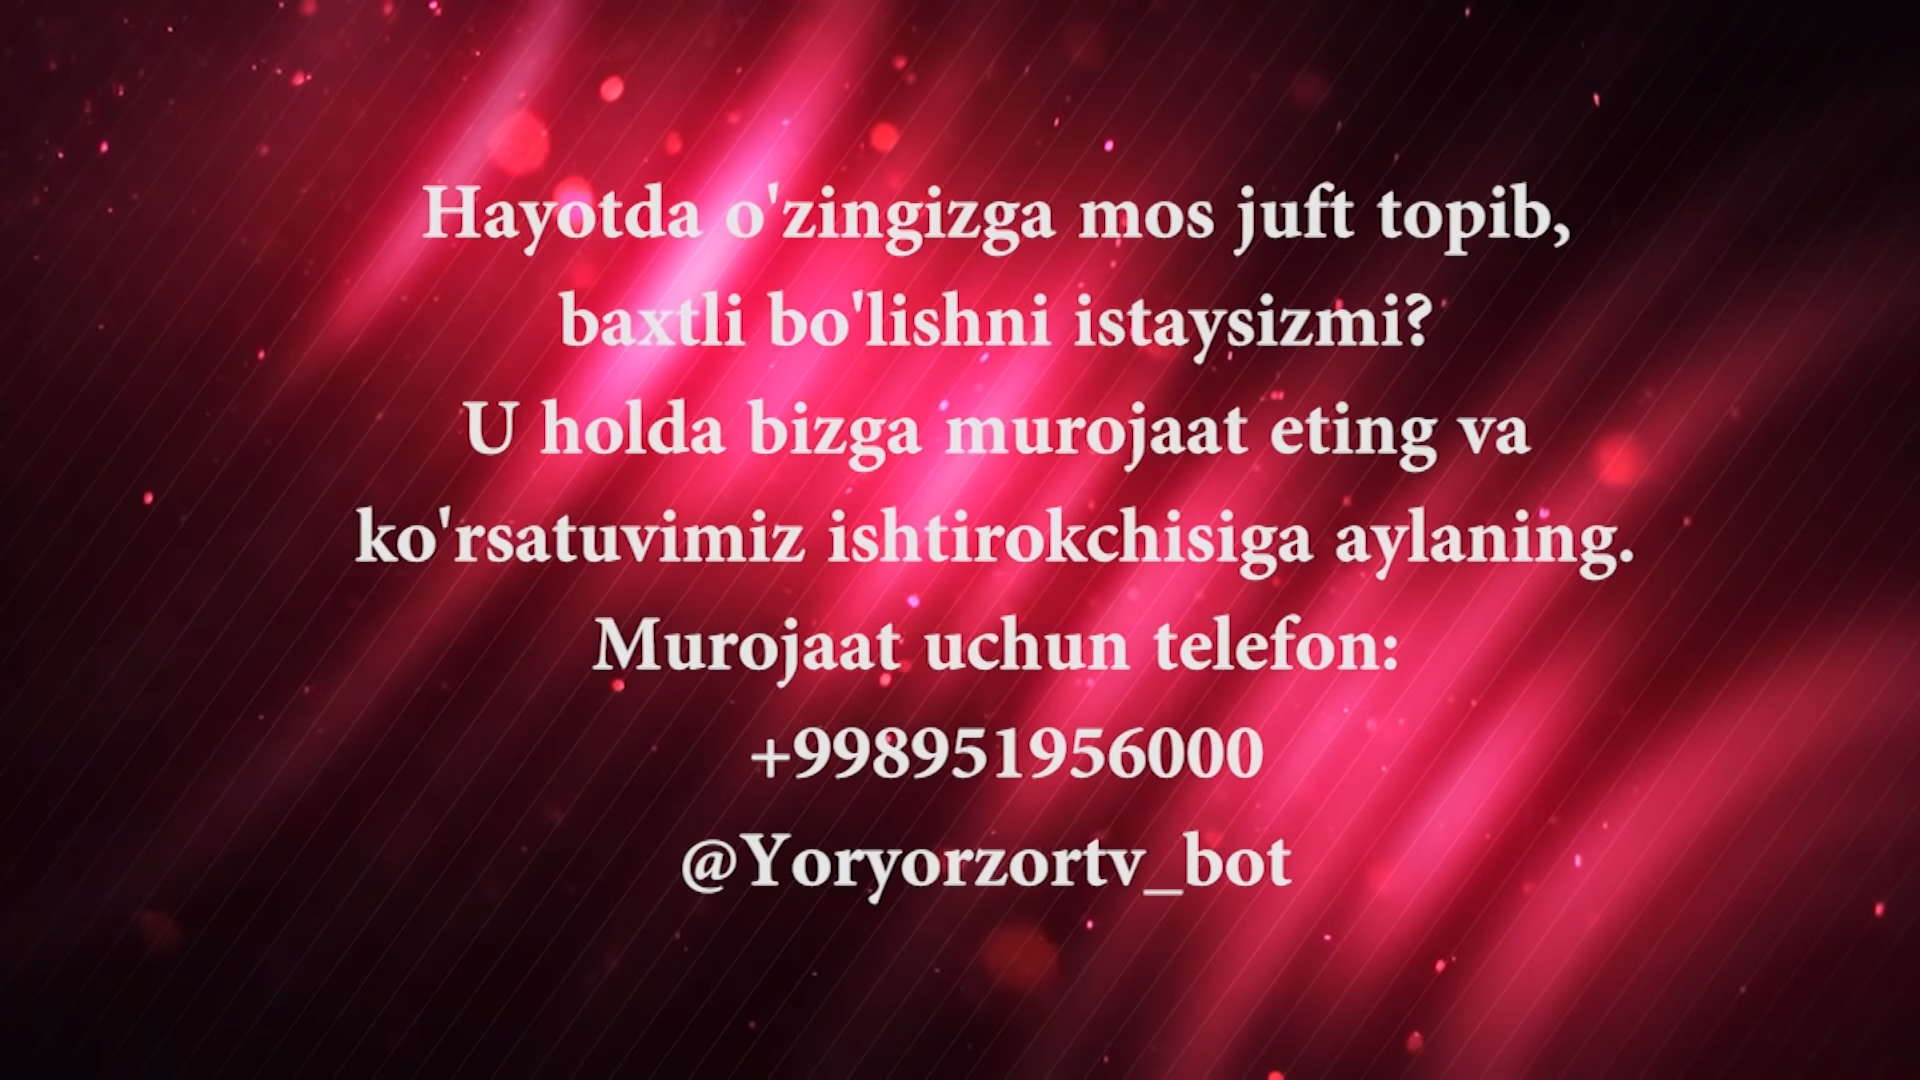 Hayotda o'zingizga mos juft topib,
baxtli bo'lishni istaysizmi?
U holda bizga murojaat eting va
ko'rsatuvimiz ishtirokchisiga aylaning.
Murojaat uchun telefon:
+998951956000
@Yoryorzortv_bot